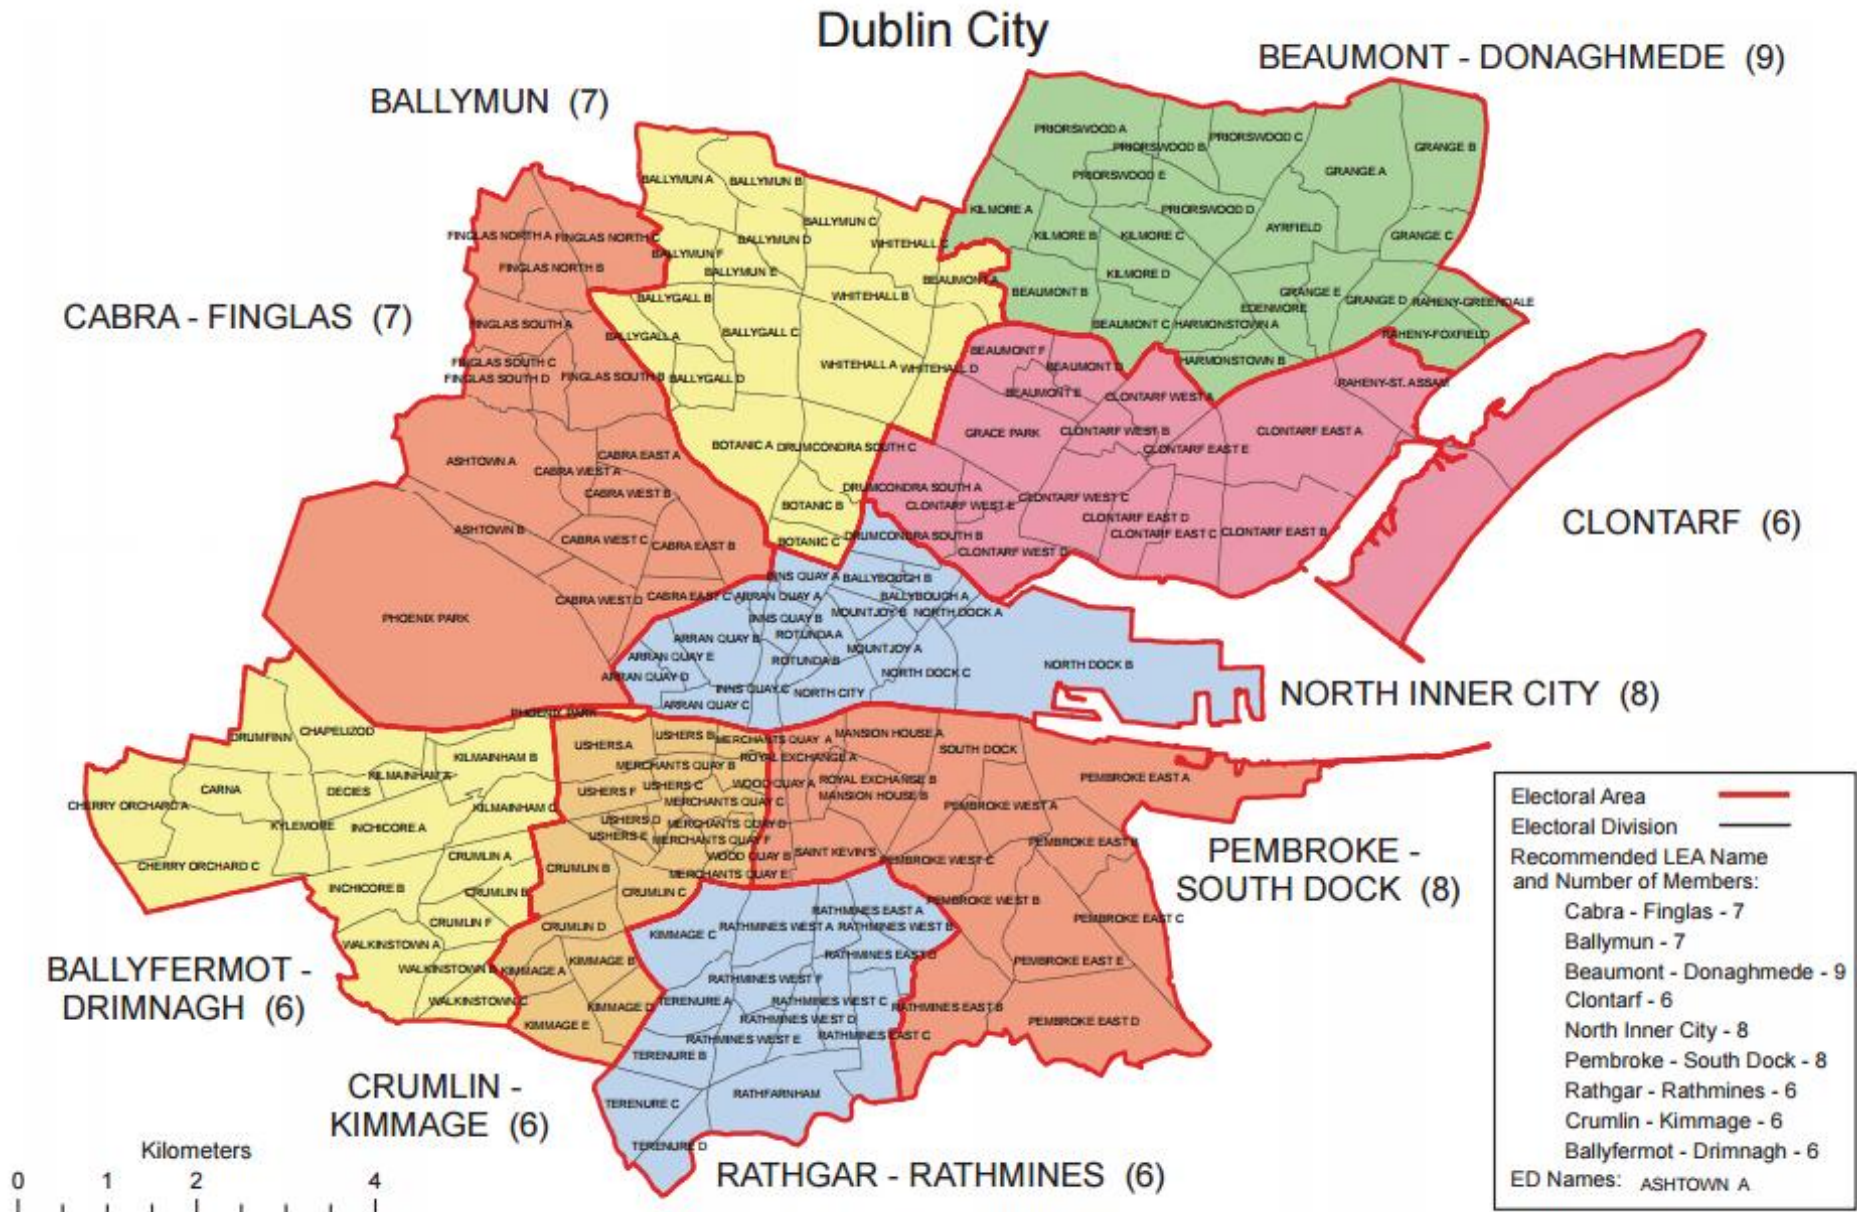 Dublin City
BEAUMONT - DONAGHMEDE (9)
BALLYMUN (7)
PRIORSWOOD A
PRIORSWOOD B
PRIORSWOOD C
GRANGE B
GRANGE A
PRIORSWOOD E
PRIORSWOOD D
KILMORE A
KILMORE B
KILMORE C
AYRFIELD
GRANGE C
KILMORE D
BEAUMONT B
GRANGE E
GRANGE D
RAHENY-GREENDALE
EDENMORE
BEAUMONT C
HARMONSTOWN A
RAHENY-FOXFIELD
HARMONSTOWN B
BALLYMUN A
BALLYMUN B
BALLYMUN C
BALLYMUN D
WHITEHALL C
BALLYMUN F
BALLYMUN E
BEAUMONT A
BALLYGALL B
WHITEHALL B
BALLYGALL A
BALLYGALL C
WHITEHALL A
WHITEHALL D
BALLYGALL D
BOTANIC A
DRUMCONDRA SOUTH C
BOTANIC B
BOTANIC C
CABRA - FINGLAS (7)
FINGLAS NORTH A
FINGLAS NORTH C
FINGLAS NORTH B
FINGLAS SOUTH A
FINGLAS SOUTH C
FINGLAS SOUTH D
FINGLAS SOUTH B
ASHTOWN A
CABRA EAST A
CABRA WEST A
CABRA WEST B
ASHTOWN B
CABRA WEST C
CABRA EAST B
CABRA WEST D
CABRA EAST C
PHOENIX PARK
BEAUMONT F
BEAUMONT D
BEAUMONT E
RAHENY-ST. ASSAM
CLONTARF WEST A
GRACE PARK
CLONTARF WEST B
CLONTARF EAST A
CLONTARF EAST E
DRUMCONDRA SOUTH A
CLONTARF WEST E
CLONTARF WEST C
CLONTARF EAST D
CLONTARF EAST C
CLONTARF EAST B
CLONTARF WEST D
CLONTARF (6)
DRUMCONDRA SOUTH B
INNS QUAY A
BALLYBOUGH B
ARRAN QUAY A
BALLYBOUGH A
INNS QUAY B
MOUNTJOY B
NORTH DOCK A
ARRAN QUAY B
ROTUNDA A
MOUNTJOY A
ARRAN QUAY E
ROTUNDA B
NORTH DOCK C
NORTH DOCK B
ARRAN QUAY D
INNS QUAY C
NORTH CITY
ARRAN QUAY C
NORTH INNER CITY (8)
PHOENIX PARK
DRUMFINN
CHAPELIZOD
KILMAINHAM B
KILMAINHAM A
CARNA
DECIES
CHERRY ORCHARD A
KILMAINHAM C
KYLEMORE
INCHICORE A
CHERRY ORCHARD C
CRUMLIN A
INCHICORE B
CRUMLIN E
CRUMLIN F
WALKINSTOWN A
WALKINSTOWN B
WALKINSTOWN C
BALLYFERMOT -
DRIMNAGH (6)
USHERS A
USHERS B
MERCHANTS QUAY A
MERCHANTS QUAY B
USHERS F
USHERS C
WOOD QUAY A
MERCHANTS QUAY C
USHERS D
MERCHANTS QUAY D
USHERS E
MERCHANTS QUAY F
WOOD QUAY B
MERCHANTS QUAY E
CRUMLIN B
CRUMLIN C
CRUMLIN D
KIMMAGE A
KIMMAGE B
KIMMAGE D
KIMMAGE E
CRUMLIN -
KIMMAGE (6)
MANSION HOUSE A
ROYAL EXCHANGE A
SOUTH DOCK
ROYAL EXCHANGE B
MANSION HOUSE B
PEMBROKE EAST A
PEMBROKE WEST A
PEMBROKE EAST B
SAINT KEVIN'S
PEMBROKE WEST C
PEMBROKE WEST B
PEMBROKE EAST C
PEMBROKE EAST E
RATHMINES EAST B
PEMBROKE EAST D
PEMBROKE -
SOUTH DOCK (8)
RATHMINES EAST A
KIMMAGE C
RATHMINES WEST A
RATHMINES WEST B
RATHMINES EAST D
RATHMINES WEST F
TERENURE A
RATHMINES WEST C
RATHMINES WEST D
RATHMINES WEST E
RATHMINES EAST C
TERENURE B
RATHFARNHAM
TERENURE C
TERENURE D
RATHGAR - RATHMINES (6)
Kilometers
0 1 2 4
Electoral Area
Electoral Division
Recommended LEA Name
and Number of Members:
Cabra - Finglas - 7
Ballymun - 7
Beaumont - Donaghmede - 9
Clontarf - 6
North Inner City - 8
Pembroke - South Dock - 8
Rathgar - Rathmines - 6
Crumlin - Kimmage - 6
Ballyfermot - Drimnagh - 6
ED Names: ASHTOWN A